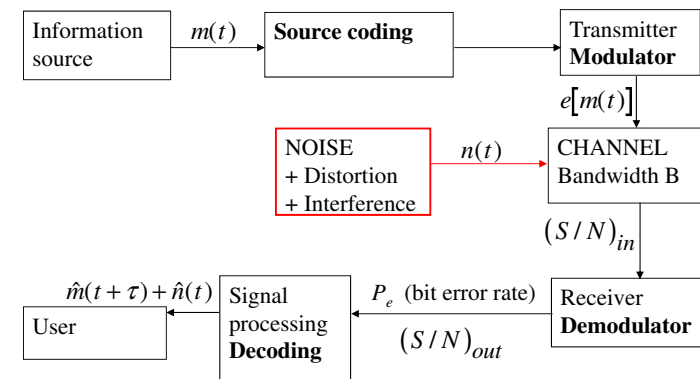 Information
source
m(t)
Source coding
Transmitter
Modulator
e[m(t)]
NOISE
+ Distortion
+ Interference
n(t)
CHANNEL
Bandwidth B
(S / N)in
m̂(t + τ) + n̂(t)
User
Signal
processing
Decoding
Pe (bit error rate)
(S / N)out
Receiver
Demodulator